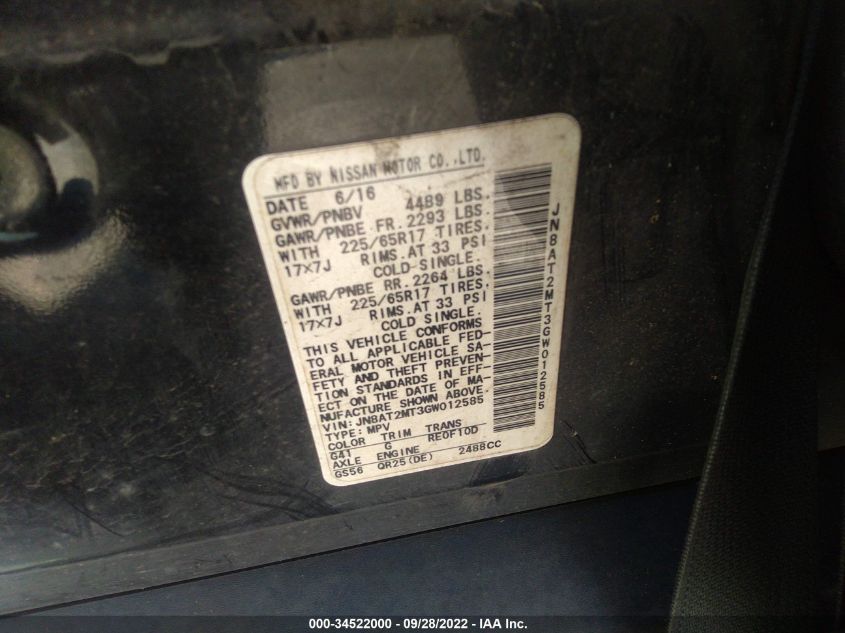 MFD BY NISSAN MOTOR CO.,LTD.
DATE 6/16
GVWR/PNBV 4489 LBS.
GAWR/PNBE FR. 2293 LBS.
WITH 225/65R17 TIRES.
17×7J RIMS.AT 33 PSI
COLD-SINGLE.
GAWR/PNBE RR. 2264 LBS.
WITH 225/65R17 TIRES.
17×7J RIMS.AT 33 PSI
COLD SINGLE.
THIS VEHICLE CONFORMS
TO ALL APPLICABLE FED
ERAL MOTOR VEHICLE SA-
FETY AND THEFT PREVEN-
TION STANDARDS IN EFF-
ECT ON THE DATE OF MA-
NUFACTURE SHOWN ABOVE.
VIN:JN8AT2MT3GW012585
TYPE:MPV
COLOR TRIM TRANS
G41 G RE0F10D
AXLE ENGINE
GS56 QR25(DE) 2488CC
JN8AT2MT3GW012585
000-34522000 - 09/28/2022 - IAA Inc.